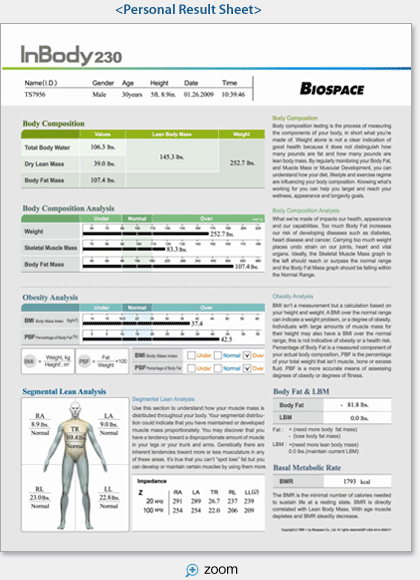 <Personal Result Sheet>
InBody230
Name(I.D.) Gender Age Height Date Time
TS7956 Male 30years 5ft, 8.9in. 01.26.2009 10:39:46
BIOSPACE
Body Composition
Values Lean Body Mass Weight
Total Body Water 106.3 lbs.
145.3 lbs. 252.7 lbs.
Dry Lean Mass 39.0 lbs.
Body Fat Mass 107.4 lbs.
Body Composition
Body composition testing is the process of measuring
the components of your body, in short what you're
made of. Weight alone is not a clear indication of
good health because it does not distinguish how
many pounds are fat and how many pounds are
lean body mass. By regularly monitoring your Body Fat,
and Muscle Mass or Muscular Development, you can
understand how your diet, lifestyle and exercise regime
are influencing your body composition. Knowing what's
working for you can help you target and reach your
wellness, appearance and longevity goals.
Body Composition Analysis
Under Normal Over
Weight 252.7 lbs.
Skeletal Muscle Mass 83.3 lbs.
Body Fat Mass 107.4 lbs.
Body Composition Analysis
What we're made of impacts our health, appearance
and our capabilities. Too much Body Fat increases
our risk of developing diseases such as diabetes,
heart disease and cancer. Carrying too much weight
places undo strain on our joints, heart and vital
organs. Ideally, the Skeletal Muscle Mass graph to
the left should reach or surpass the normal range
and the Body Fat Mass graph should be falling within
the Normal Range.
Obesity Analysis
Under Normal Over
BMI Body Mass Index (kg/m²) 37.4
PBF Percentage of Body Fat (%) 42.5
BMI = Weight, kg / Height², m²
PBF = Fat / Weight ×100
BMI Body Mass Index Under Normal Over
PBF Percentage of Body Fat Under Normal Over
Obesity Analysis
BMI isn't a measurement but a calculation based on
your height and weight. A BMI over the normal range
can indicate a weight problem, or a degree of obesity.
Individuals with large amounts of muscle mass for
their height may also have a BMI over the normal
range; this is not indicative of obesity or a health risk.
Percentage of Body Fat is a measured component of
your actual body composition, PBF is the percentage
of your total weight that isn't muscle, bone or excess
fluid. PBF is a more accurate means of assessing
degrees of obesity or degrees of fitness.
Segmental Lean Analysis
RA
8.9 lbs.
Normal
LA
9.0 lbs.
Normal
TR
69.4 lbs.
Normal
RL
23.0 lbs.
Normal
LL
22.8 lbs.
Normal
Segmental Lean Analysis
Use this section to understand how your muscle mass is
distributed throughout your body. Your segmental distribu-
tion could indicate that you have maintained or developed
muscle mass proportionately. You may discover that you
have a tendency toward a disproportionate amount of muscle
in your legs or your trunk and arms. Genetically there are
inherent tendencies toward more or less musculature in any
of these areas. It's true that you can't "spot lose" fat but you
can develop or maintain certain muscles by using them more.
Impedance
Z RA LA TR RL LL(Ω)
20 kHz 291 289 26.7 237 239
100 kHz 254 254 22.0 206 209
Body Fat & LBM
Body Fat - 81.8 lbs.
LBM 0.0 lbs.
Fat : + (need more body fat)
- (lose body fat)
LBM : + (need more lean body mass)
0.0 lbs.(maintain current LBM)
Basal Metabolic Rate
BMR 1793 kcal
The BMR is the minimal number of calories needed
to sustain life at a resting state. BMR is directly
correlated with Lean Body Mass. With age muscle
depletes and BMR steadily decrease.
zoom